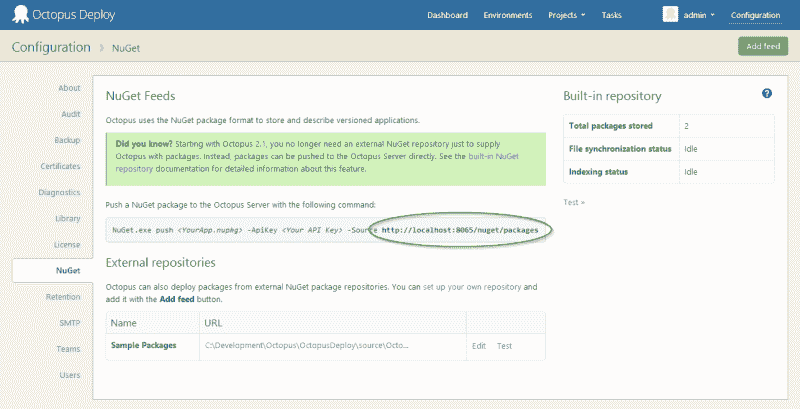 Octopus Deploy
Dashboard Environments Projects Tasks admin Configuration
Configuration › NuGet
Add feed
About
Audit
Backup
Certificates
Diagnostics
Library
License
NuGet
Retention
SMTP
Teams
Users
NuGet Feeds
Octopus uses the NuGet package format to store and describe versioned applications.
Did you know? Starting with Octopus 2.1, you no longer need an external NuGet repository just to supply
Octopus with packages. Instead, packages can be pushed to the Octopus Server directly. See the built-in NuGet
repository documentation for detailed information about this feature.
Push a NuGet package to the Octopus Server with the following command:
NuGet.exe push <YourApp.nupkg> -ApiKey <Your API Key> -Source http://localhost:8065/nuget/packages
External repositories
Octopus can also deploy packages from external NuGet package repositories. You can set up your own repository and
add it with the Add feed button.
Name URL
Sample Packages C:\Development\Octopus\OctopusDeploy\source\Octo... Edit Test
Built-in repository ?
Total packages stored 2
File synchronization status Idle
Indexing status Idle
Test »